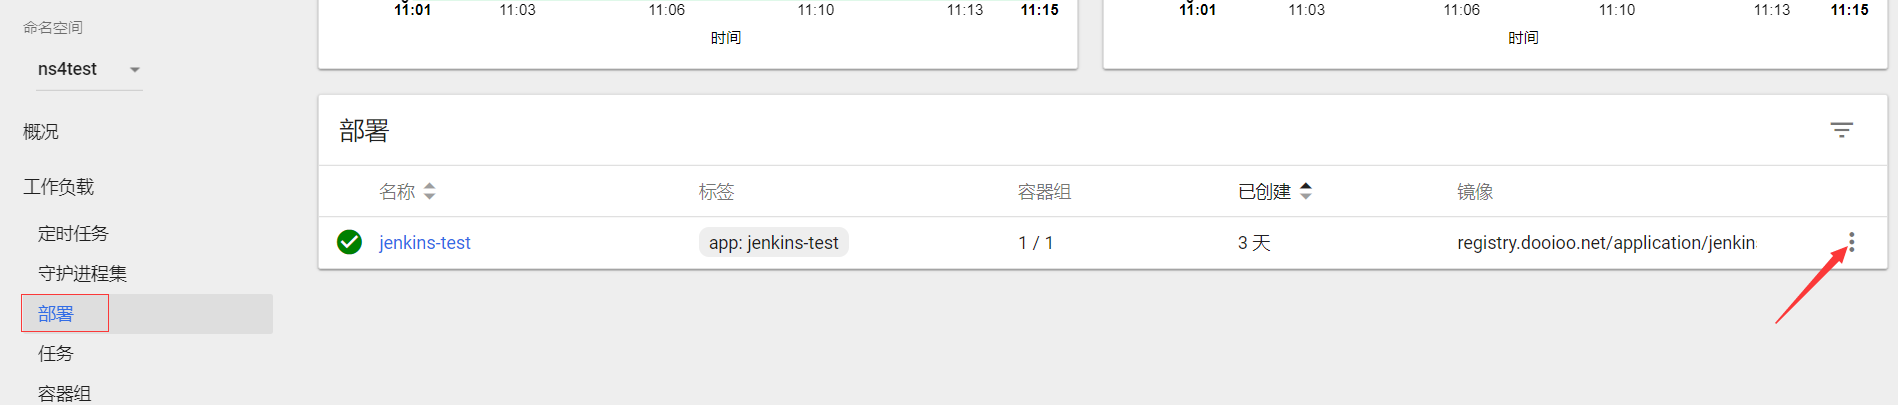 命名空间
ns4test
概况
工作负载
定时任务
守护进程集
部署
任务
容器组
11:01 11:03 11:06 11:10 11:13 11:15
时间
11:01 11:03 11:06 11:10 11:13 11:15
时间
部署
名称 标签 容器组 已创建 镜像
jenkins-test app: jenkins-test 1 / 1 3 天 registry.dooioo.net/application/jenkin